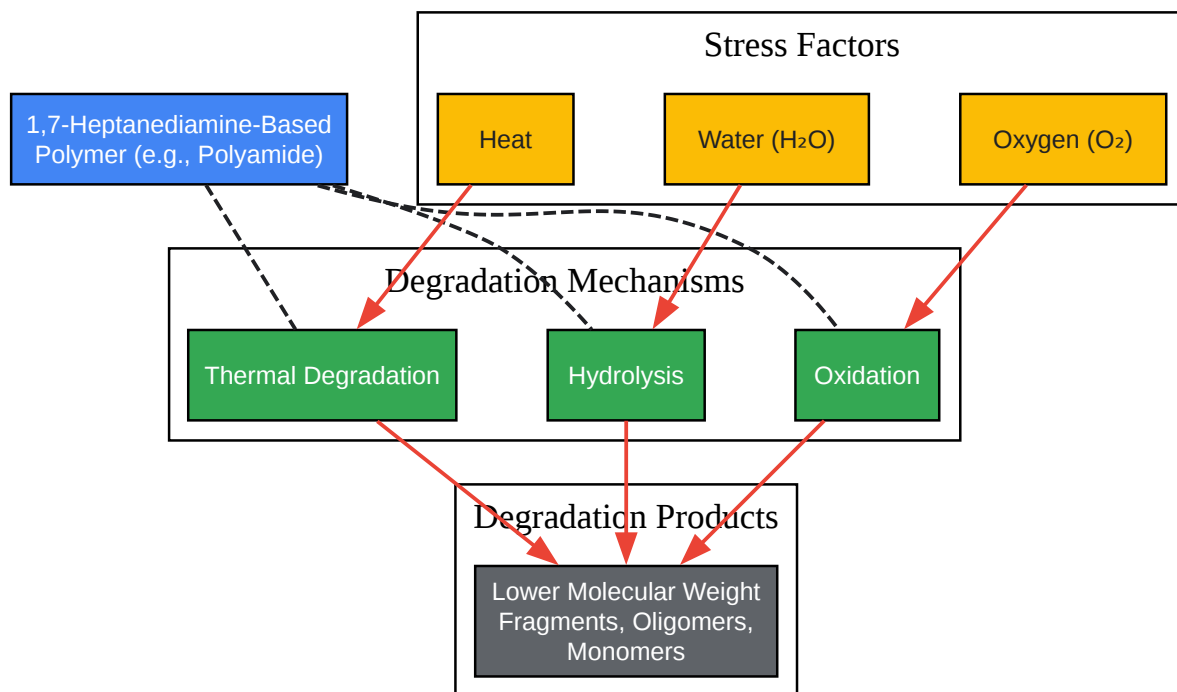 Stress Factors
1,7-Heptanediamine-Based
Polymer (e.g., Polyamide)
Heat
Water (H₂O)
Oxygen (O₂)
Degradation Mechanisms
Thermal Degradation
Hydrolysis
Oxidation
Degradation Products
Lower Molecular Weight
Fragments, Oligomers,
Monomers